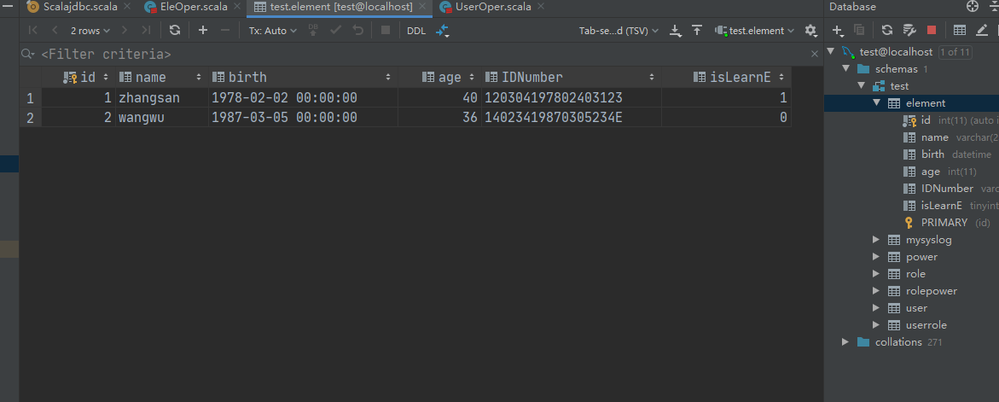 Scalajdbc.scala EleOper.scala test.element [test@localhost] UserOper.scala Database
2 rows Tx: Auto DB DDL Tab-se...d (TSV) test.element
<Filter criteria>
id name birth age IDNumber isLearnE
1 1 zhangsan 1978-02-02 00:00:00 40 120304197802403123 1
2 2 wangwu 1987-03-05 00:00:00 36 14023419870305234E 0
test@localhost 1 of 11
schemas 1
test
element
id int(11) (auto i
name varchar(2
birth datetime
age int(11)
IDNumber varc
isLearnE tinyint
PRIMARY (id)
mysyslog
power
role
rolepower
user
userrole
collations 271